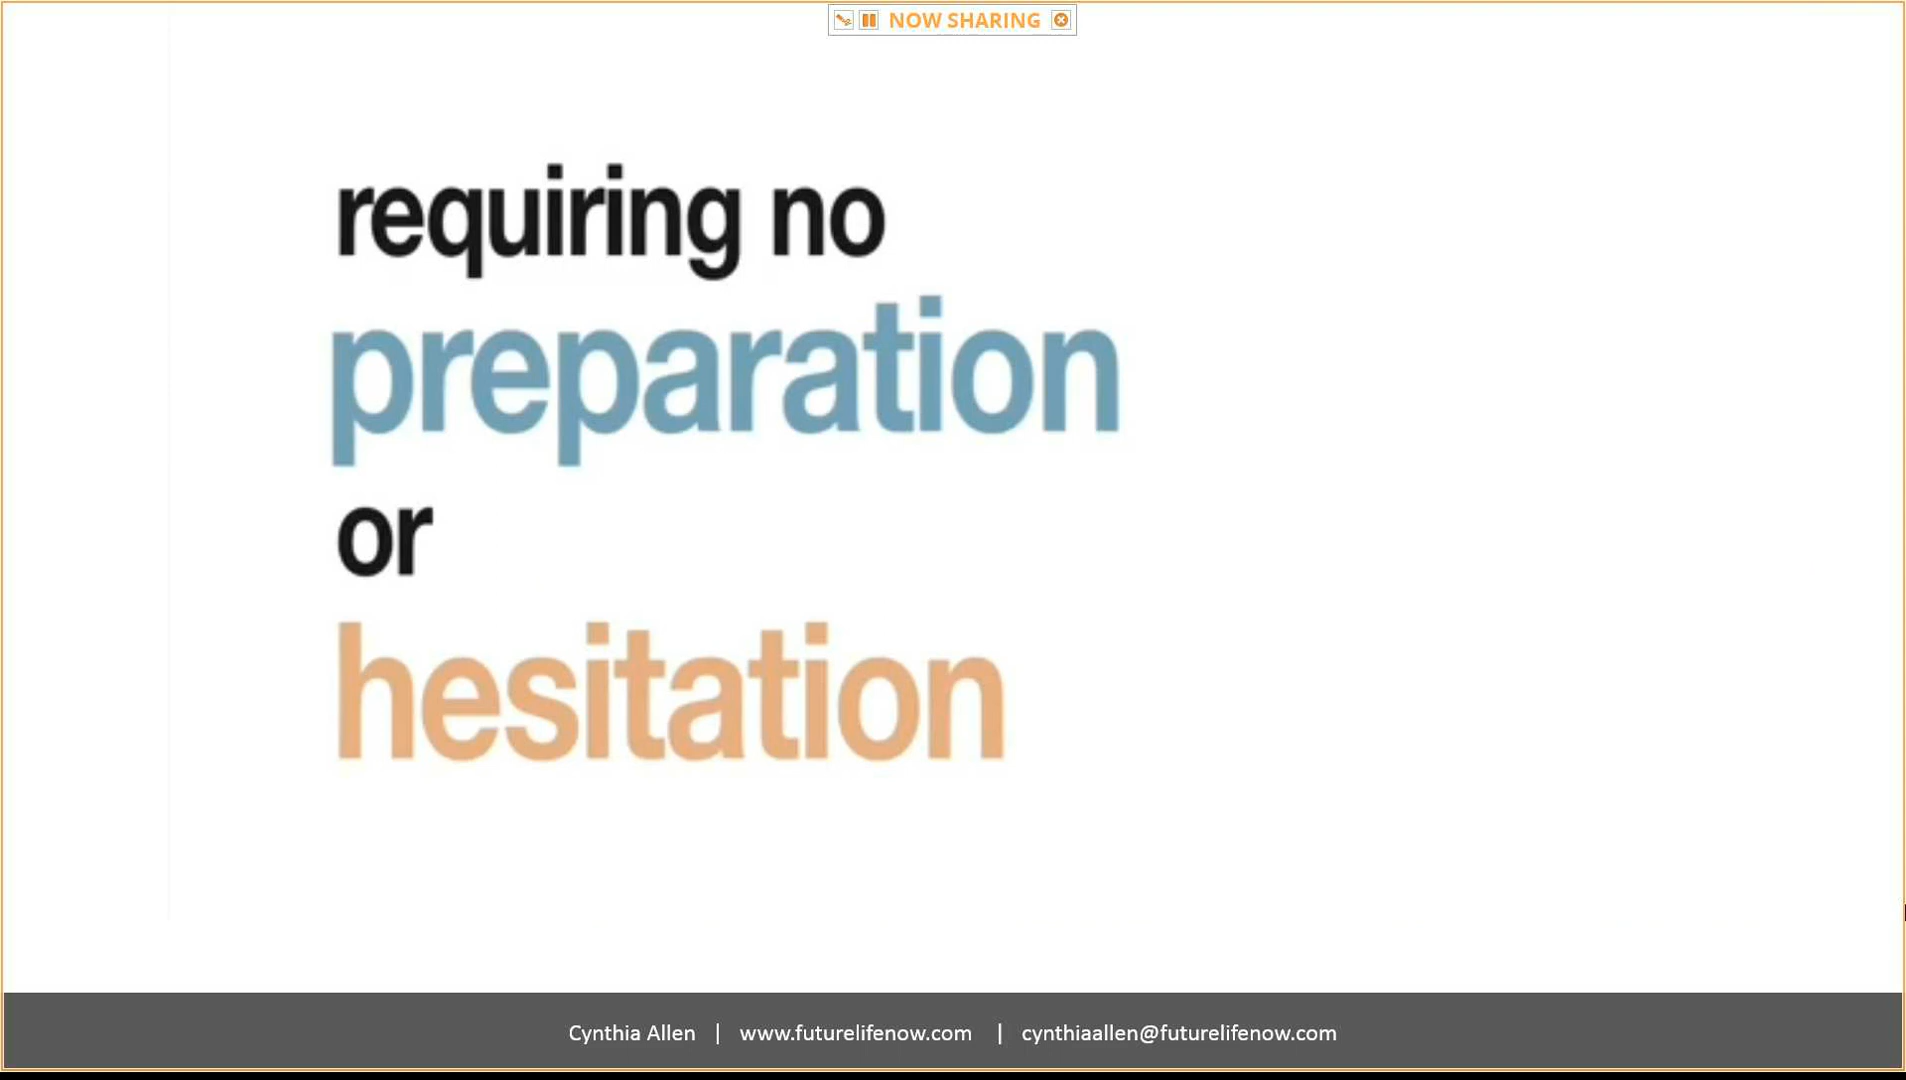 NOW SHARING
requiring no
preparation
or
hesitation
Cynthia Allen | www.futurelifenow.com | cynthiaallen@futurelifenow.com